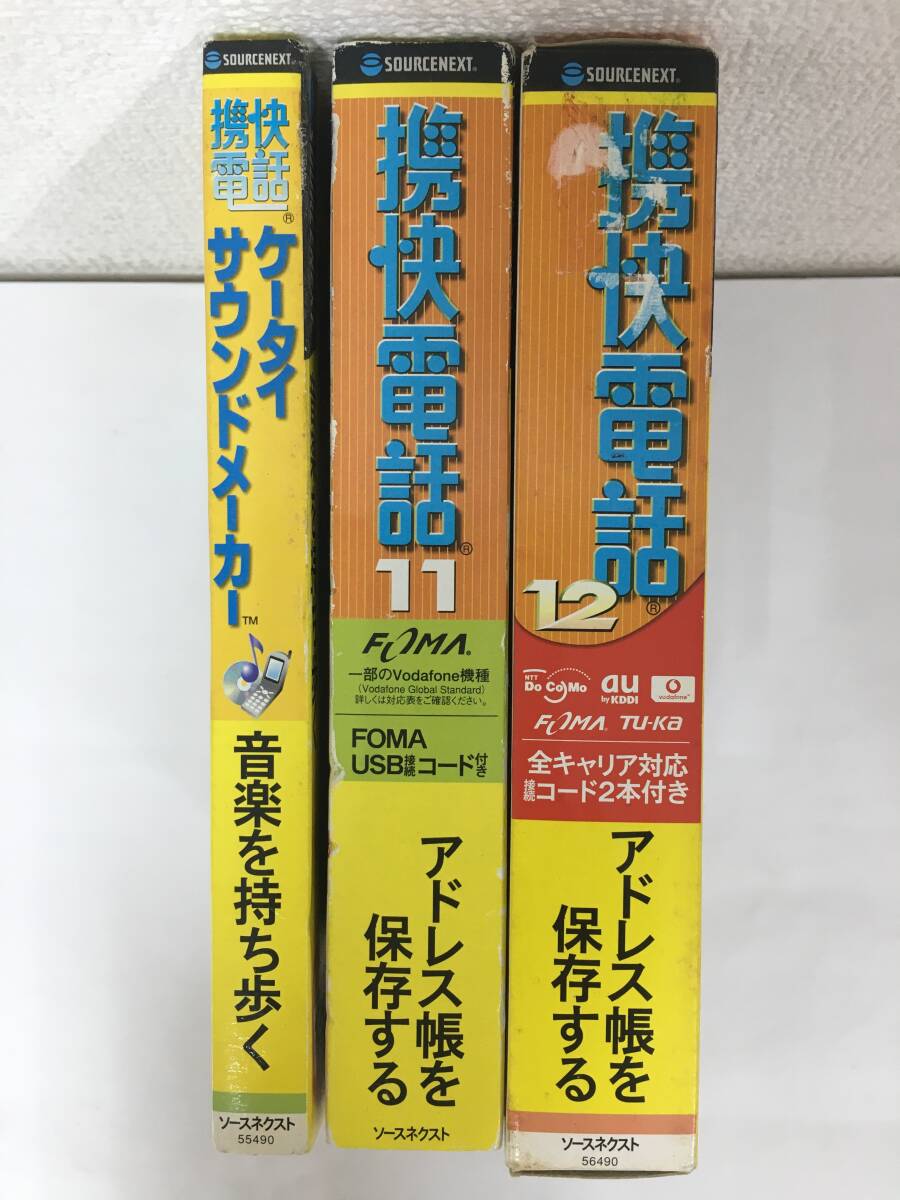 SOURCENEXT®
携快
電話®
ケータイ
サウンドメーカー™
音楽を持ち歩く
ソースネクスト
55490
SOURCENEXT®
携快電話®
11
FOMA®
一部のVodafone機種
(Vodafone Global Standard)
詳しくは対応表をご確認ください。
FOMA
USB接続コード付き
アドレス帳を
保存する
ソースネクスト
SOURCENEXT®
携快電話®
12
NTT
DoCoMo
au
by KDDI
vodafone™
FOMA® TU-Ka
全キャリア対応
接続コード2本付き
アドレス帳を
保存する
ソースネクスト
56490